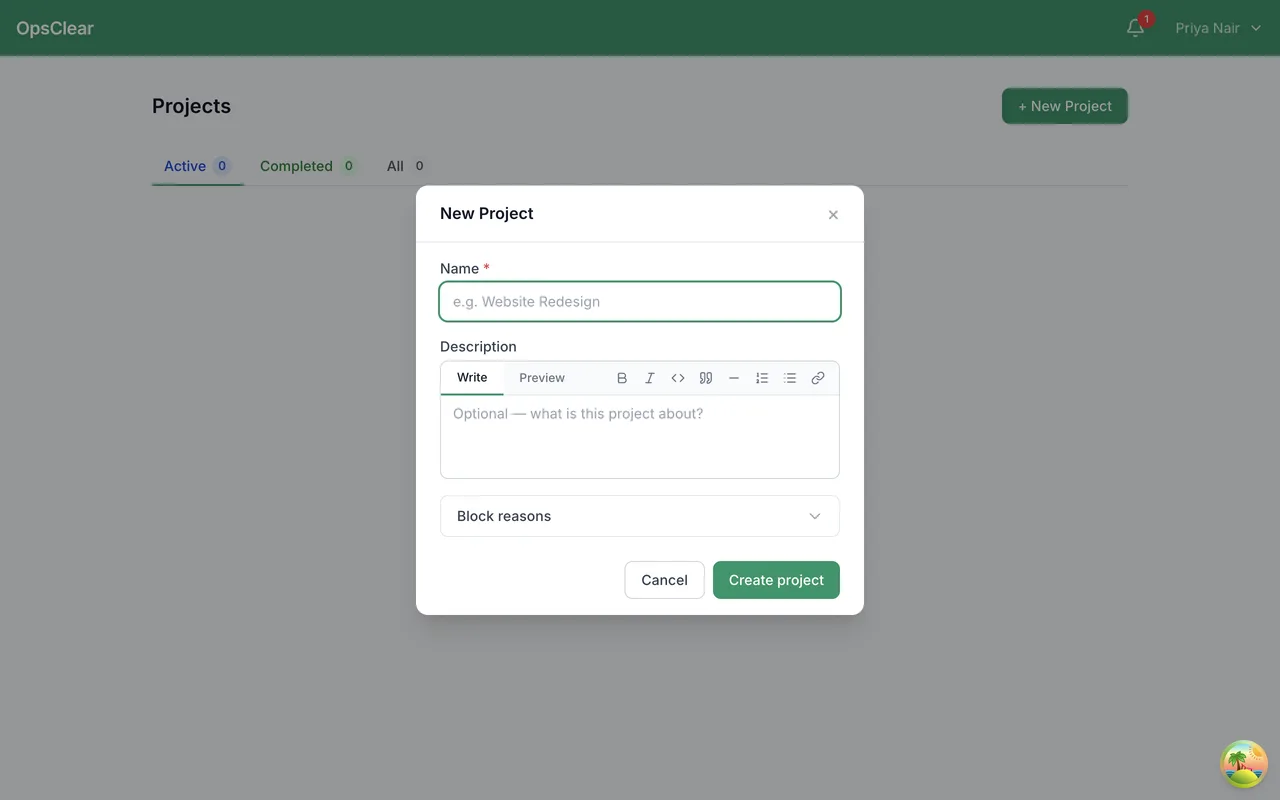 OpsClear
1
Priya Nair
Projects
+ New Project
Active 0 Completed 0 All 0
New Project
Name *
e.g. Website Redesign
Description
Write Preview
Optional — what is this project about?
Block reasons
Cancel Create project